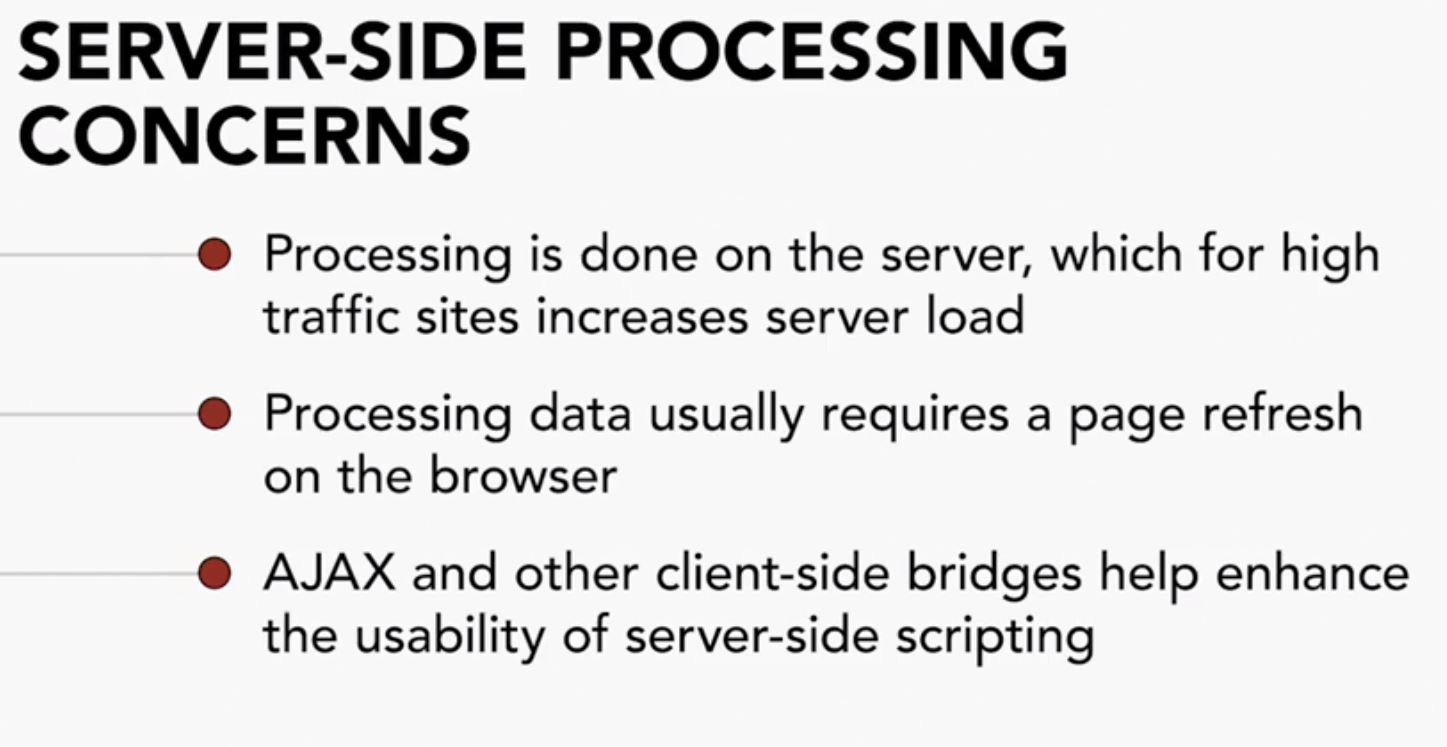 SERVER-SIDE PROCESSING
CONCERNS
Processing is done on the server, which for high
traffic sites increases server load
Processing data usually requires a page refresh
on the browser
AJAX and other client-side bridges help enhance
the usability of server-side scripting